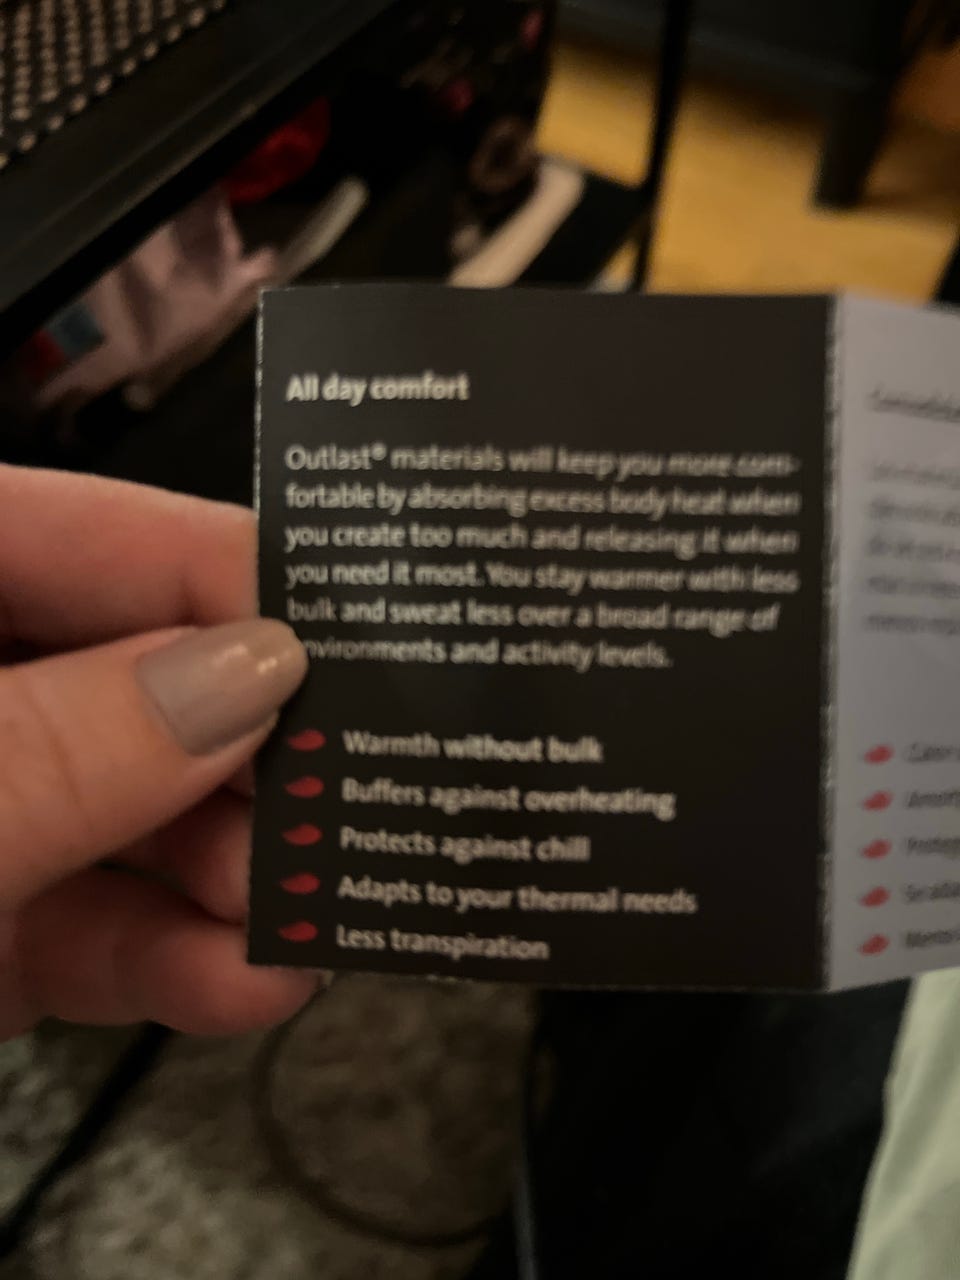 All day comfort
Outlast® materials will keep you more com-
fortable by absorbing excess body heat when
you create too much and releasing it when
you need it most. You stay warmer with less
bulk and sweat less over a broad range of
nvironments and activity levels.
Warmth without bulk
Buffers against overheating
Protects against chill
Adapts to your thermal needs
Less transpiration